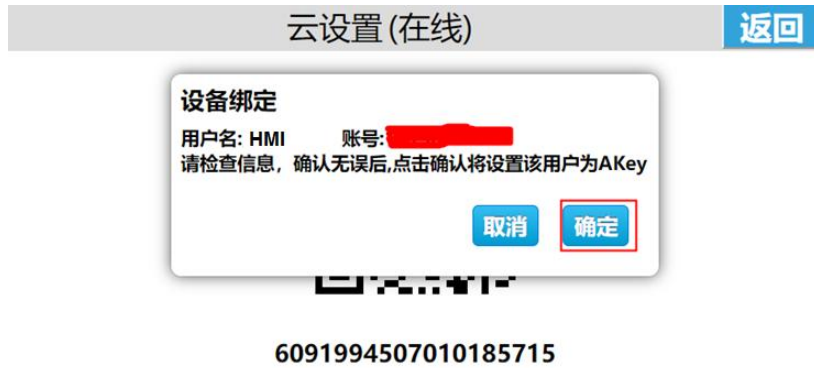 云设置(在线)
返回
设备绑定
用户名: HMI 账号:
请检查信息，确认无误后,点击确认将设置该用户为AKey
取消
确定
6091994507010185715